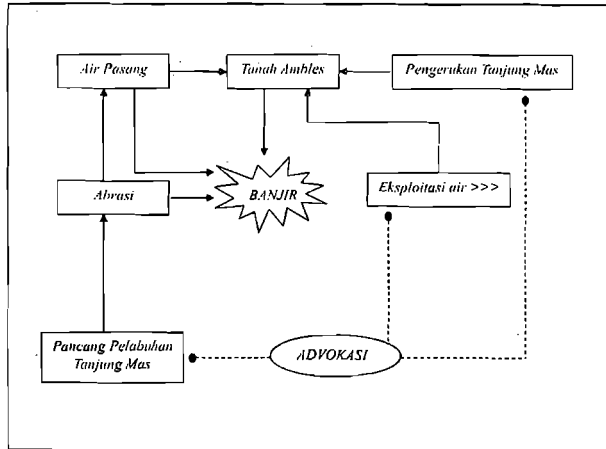 Air Pasang
Tanah Ambles
Pengerukan Tanjung Mas
Abrasi
BANJIR
Eksploitasi air >>>
Pancang Pelabuhan
Tanjung Mas
ADVOKASI